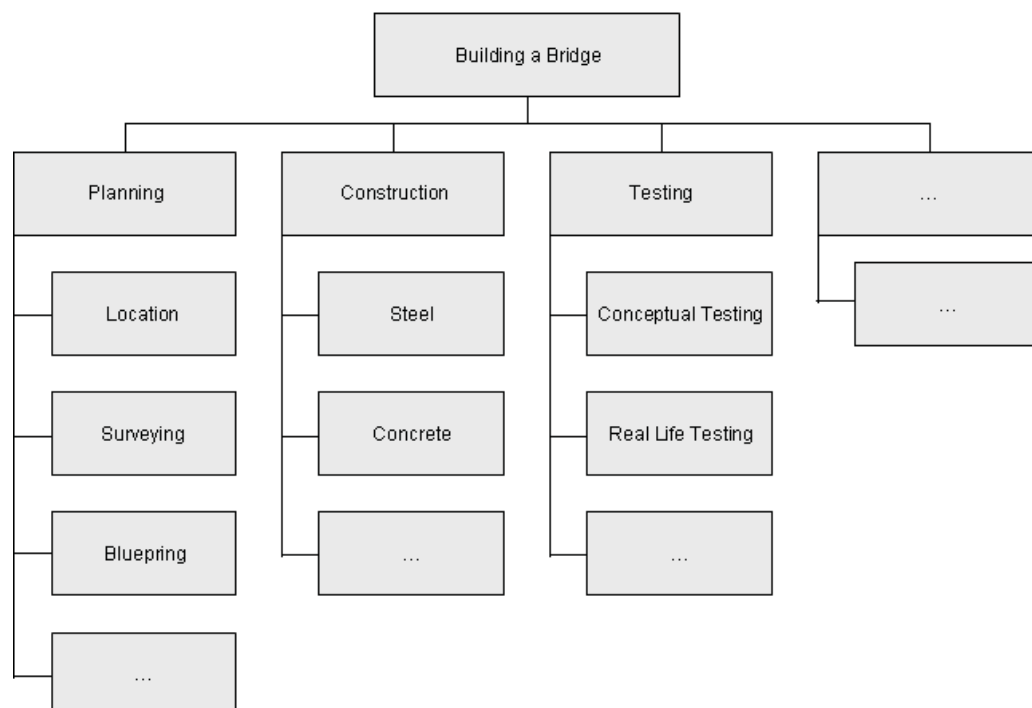 Building a Bridge
Planning
Construction
Testing
...
Location
Steel
Conceptual Testing
...
Surveying
Concrete
Real Life Testing
Bluepring
...
...
...